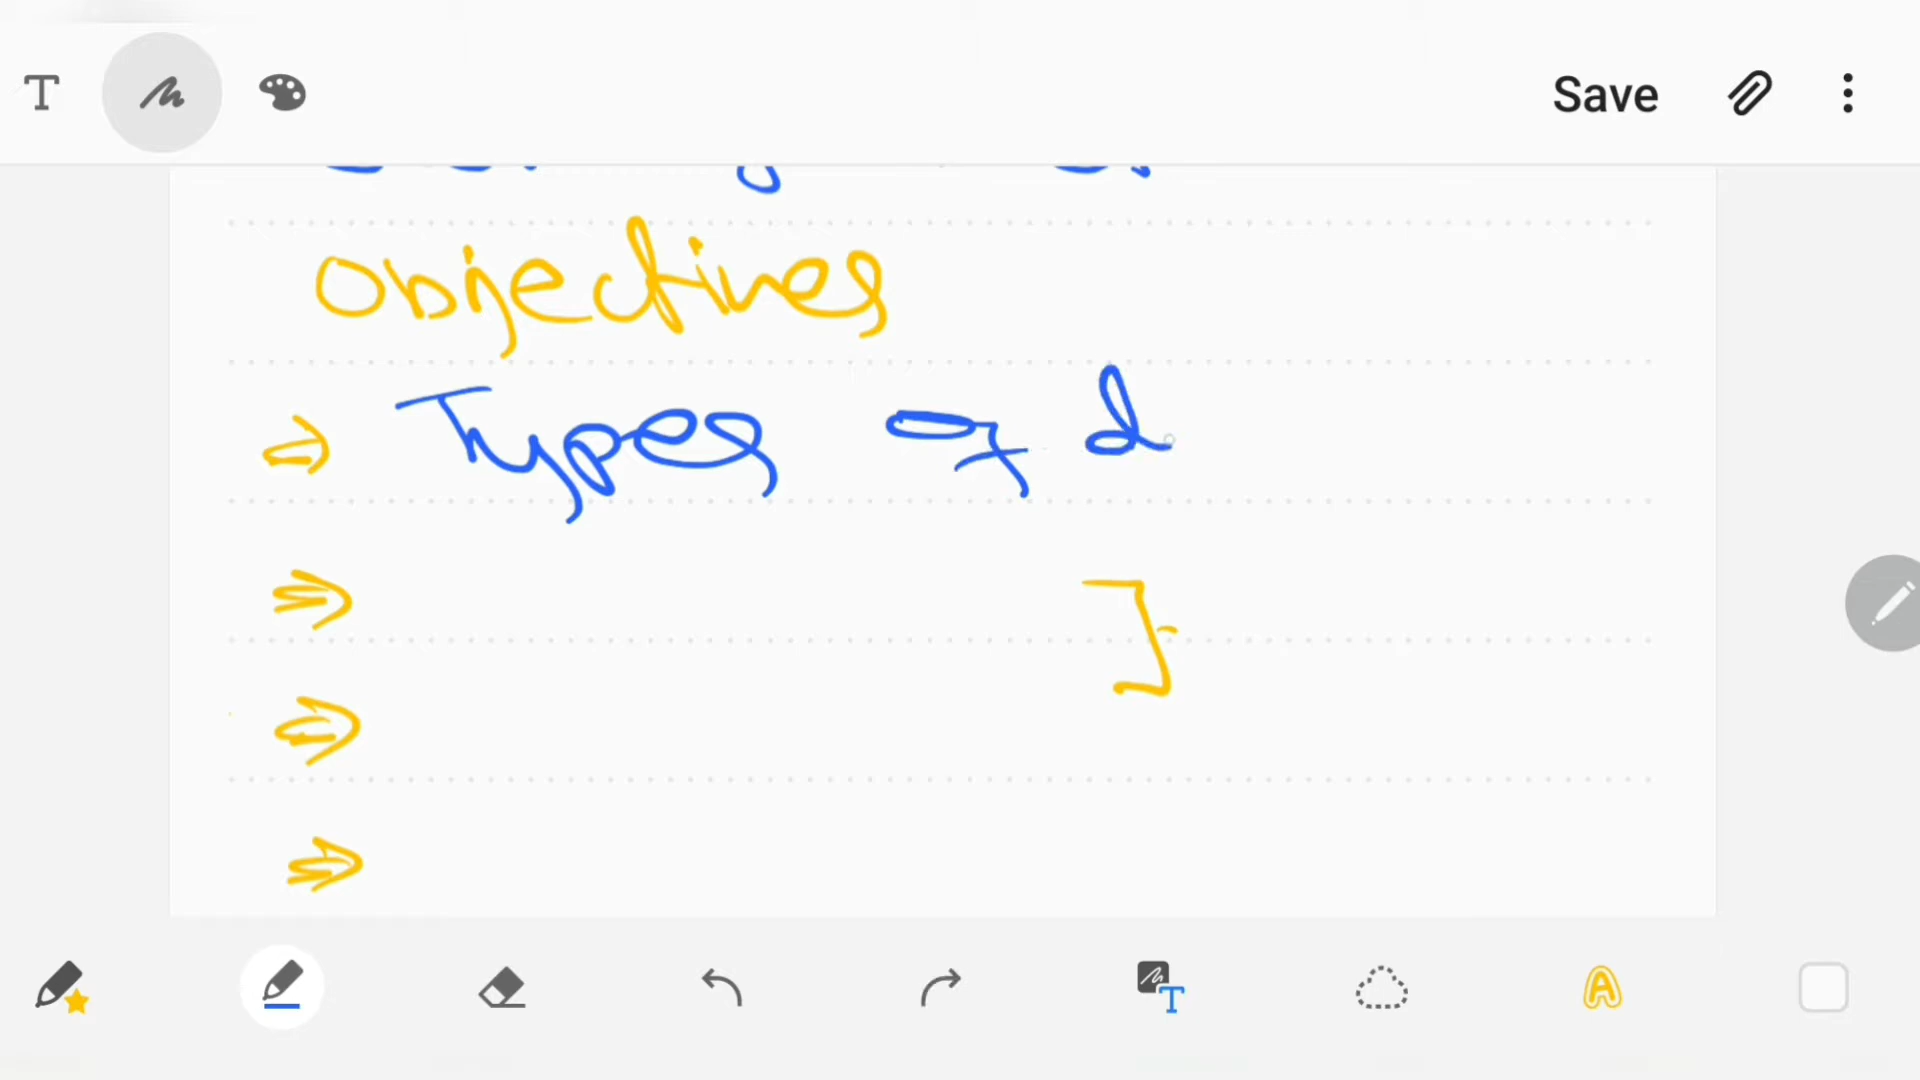 T Save
Objectives
⇒ Types of d
⇒
⇒
⇒
T A